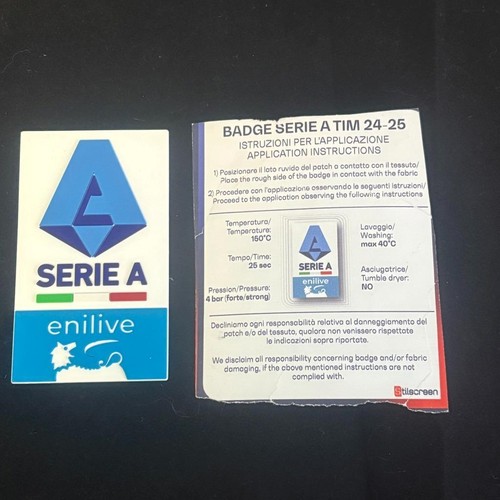 SERIE A
enilive
BADGE SERIE A TIM 24-25
ISTRUZIONI PER L'APPLICAZIONE
APPLICATION INSTRUCTIONS
1) Posizionare il lato ruvido del patch a contatto con il tessuto/
Place the rough side of the badge in contact with the fabric
2) Procedere con l'applicazione osservando le seguenti istruzioni/
Proceed to the application observing the following instructions
Temperatura/
Temperature:
150°C
Tempo/Time:
25 sec
Pression/Pressure:
4 bar (forte/strong)
SERIE A
enilive
Lavaggio/
Washing:
max 40°C
Asciugatrice/
Tumble dryer:
NO
Decliniamo ogni responsabilità relativa al danneggiamento del
patch e/o del tessuto, qualora non venissero rispettate
le indicazioni sopra riportate.
We disclaim all responsibility concerning badge and/or fabric
damaging, if the above mentioned instructions are not
complied with.
Stilscreen